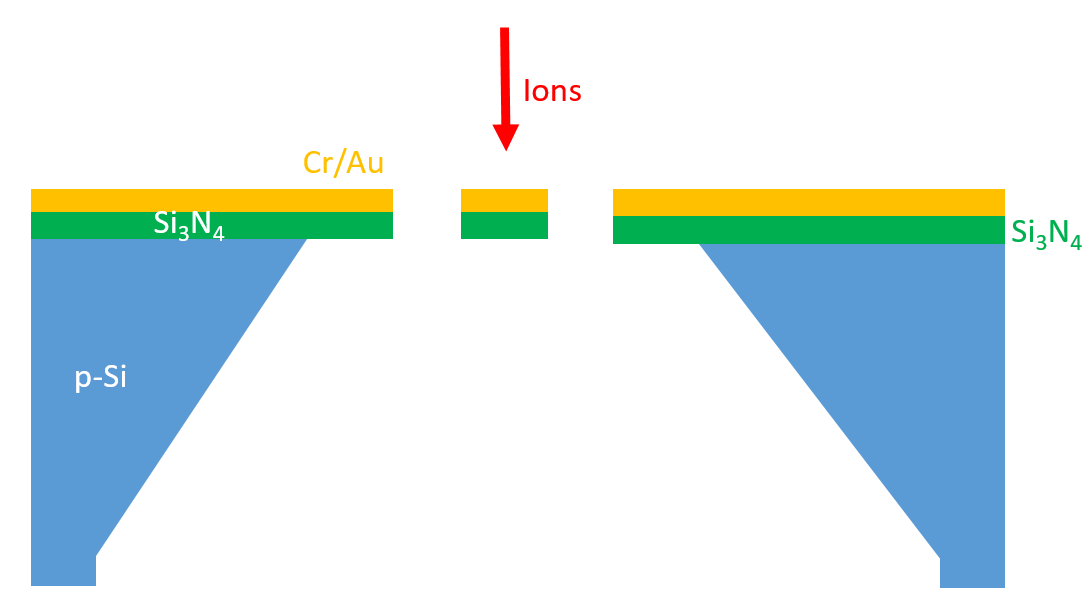 Ions
Cr/Au
Si₃N₄
Si₃N₄
p-Si